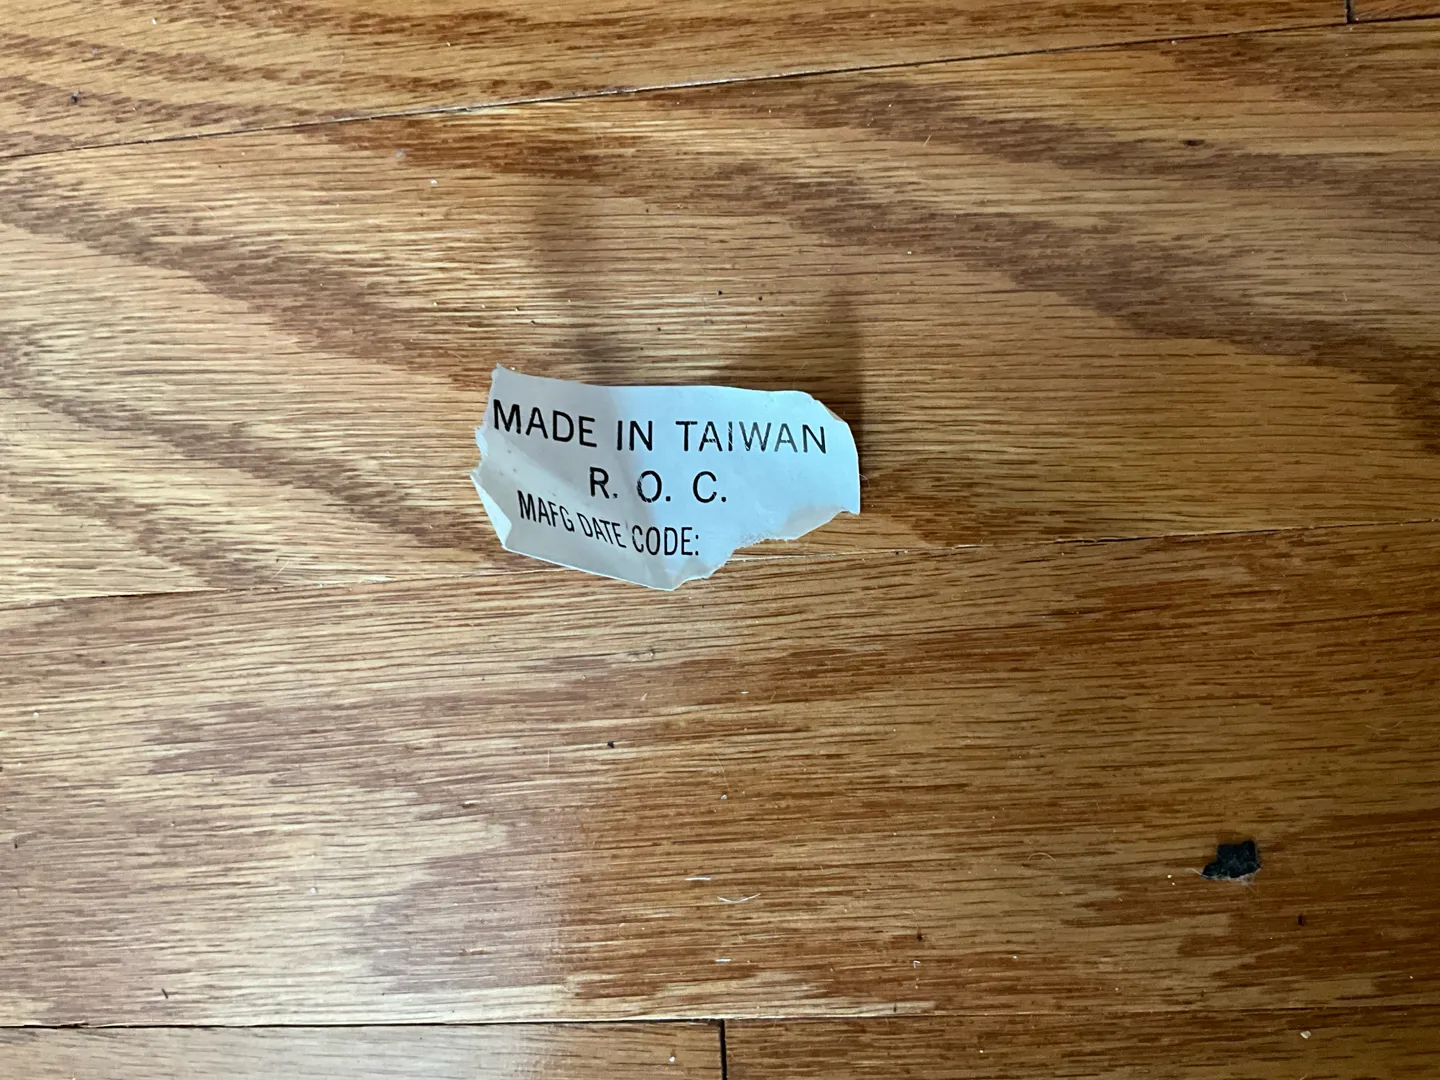 MADE IN TAIWAN
R. O. C.
MAFG DATE CODE: